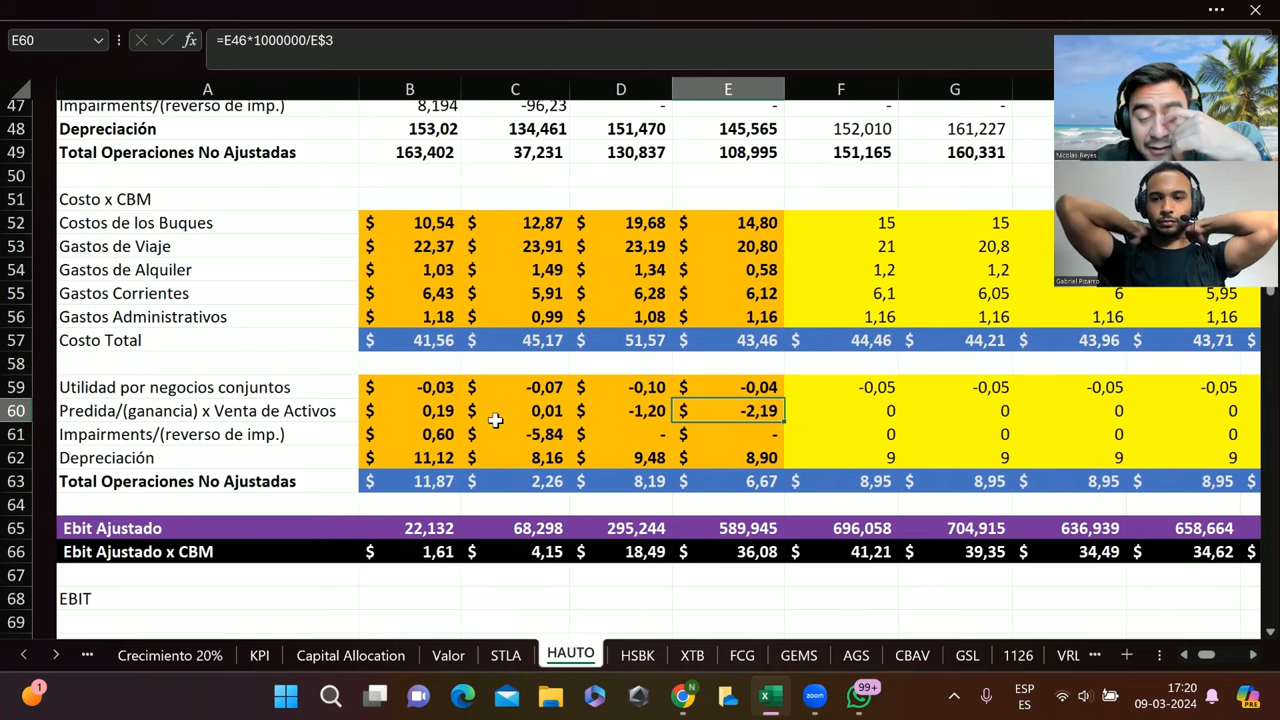 E60 =E46*1000000/E$3
A B C D E F G
47 Impairments/(reverso de imp.) 8,194 -96,23 - - - -
48 Depreciación 153,02 134,461 151,470 145,565 152,010 161,227
49 Total Operaciones No Ajustadas 163,402 37,231 130,837 108,995 151,165 160,331
50
51 Costo x CBM
52 Costos de los Buques $ 10,54 $ 12,87 $ 19,68 $ 14,80 15 15
53 Gastos de Viaje $ 22,37 $ 23,91 $ 23,19 $ 20,80 21 20,8
54 Gastos de Alquiler $ 1,03 $ 1,49 $ 1,34 $ 0,58 1,2 1,2
55 Gastos Corrientes $ 6,43 $ 5,91 $ 6,28 $ 6,12 6,1 6,05 6 5,95
56 Gastos Administrativos $ 1,18 $ 0,99 $ 1,08 $ 1,16 1,16 1,16 1,16 1,16
57 Costo Total $ 41,56 $ 45,17 $ 51,57 $ 43,46 $ 44,46 $ 44,21 $ 43,96 $ 43,71 $
58
59 Utilidad por negocios conjuntos $ -0,03 $ -0,07 $ -0,10 $ -0,04 -0,05 -0,05 -0,05 -0,05
60 Predida/(ganancia) x Venta de Activos $ 0,19 $ 0,01 $ -1,20 $ -2,19 0 0 0 0
61 Impairments/(reverso de imp.) $ 0,60 $ -5,84 $ - $ - 0 0 0 0
62 Depreciación $ 11,12 $ 8,16 $ 9,48 $ 8,90 9 9 9 9
63 Total Operaciones No Ajustadas $ 11,87 $ 2,26 $ 8,19 $ 6,67 $ 8,95 $ 8,95 $ 8,95 $ 8,95 $
64
65 Ebit Ajustado 22,132 68,298 295,244 589,945 696,058 704,915 636,939 658,664
66 Ebit Ajustado x CBM $ 1,61 $ 4,15 $ 18,49 $ 36,08 $ 41,21 $ 39,35 $ 34,49 $ 34,62 $
67
68 EBIT
69
Nicolas Reyes
Gabriel Pizarro
Crecimiento 20% KPI Capital Allocation Valor STLA HAUTO HSBK XTB FCG GEMS AGS CBAV GSL 1126 VRL
1 N zoom 99+ ESP ES 17:20 09-03-2024 PRE